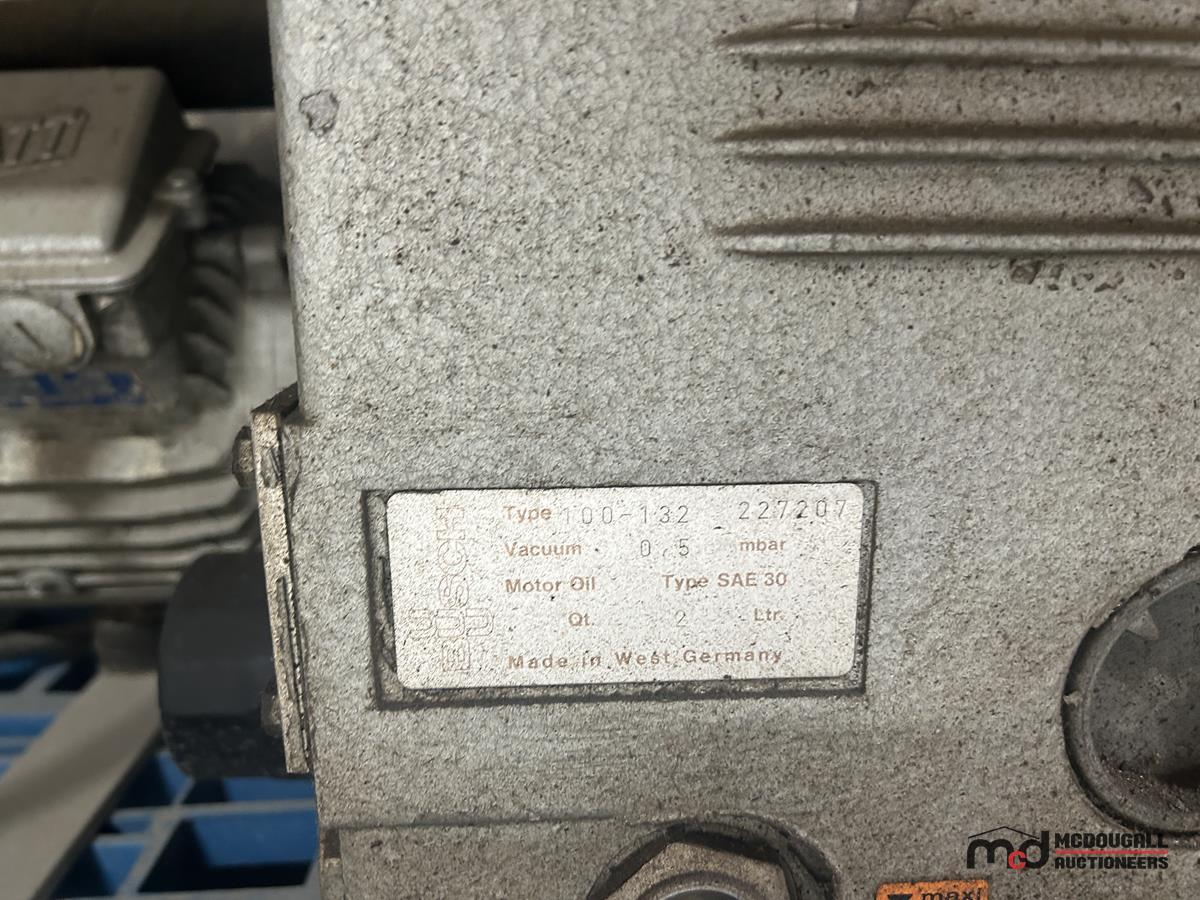 BUSCH
Type 100-132 227207
Vacuum 0,5 mbar
Motor Oil Type SAE 30
Qt. 2 Ltr.
Made in West Germany
maxi
mcd MCDOUGALL
AUCTIONEERS